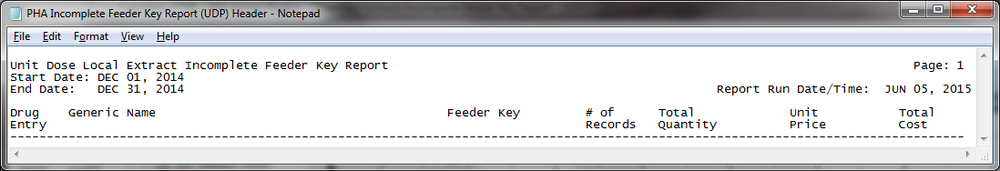 PHA Incomplete Feeder Key Report (UDP) Header - Notepad
File Edit Format View Help
Unit Dose Local Extract Incomplete Feeder Key Report Page: 1
Start Date: DEC 01, 2014
End Date: DEC 31, 2014 Report Run Date/Time: JUN 05, 2015
Drug Generic Name Feeder Key # of Total Unit Total
Entry Records Quantity Price Cost
-----------------------------------------------------------------------------------------------------------------------------------